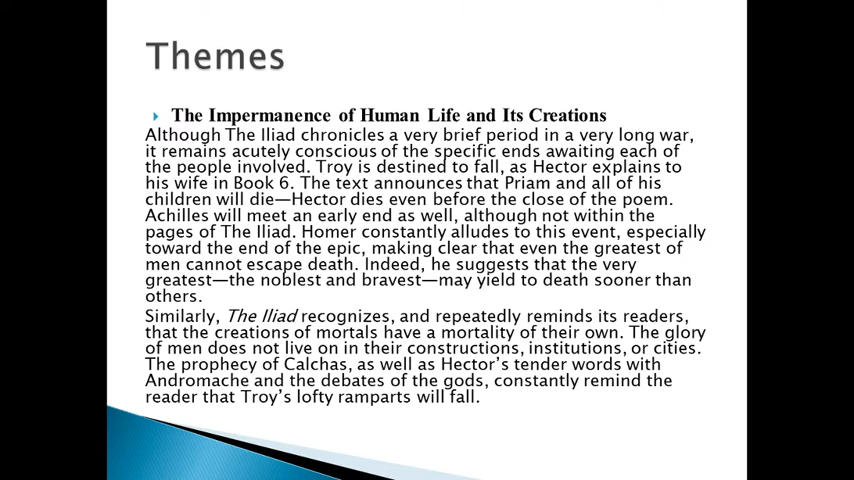 Themes
The Impermanence of Human Life and Its Creations
Although The Iliad chronicles a very brief period in a very long war,
it remains acutely conscious of the specific ends awaiting each of
the people involved. Troy is destined to fall, as Hector explains to
his wife in Book 6. The text announces that Priam and all of his
children will die—Hector dies even before the close of the poem.
Achilles will meet an early end as well, although not within the
pages of The Iliad. Homer constantly alludes to this event, especially
toward the end of the epic, making clear that even the greatest of
men cannot escape death. Indeed, he suggests that the very
greatest—the noblest and bravest—may yield to death sooner than
others.
Similarly, The Iliad recognizes, and repeatedly reminds its readers,
that the creations of mortals have a mortality of their own. The glory
of men does not live on in their constructions, institutions, or cities.
The prophecy of Calchas, as well as Hector’s tender words with
Andromache and the debates of the gods, constantly remind the
reader that Troy’s lofty ramparts will fall.